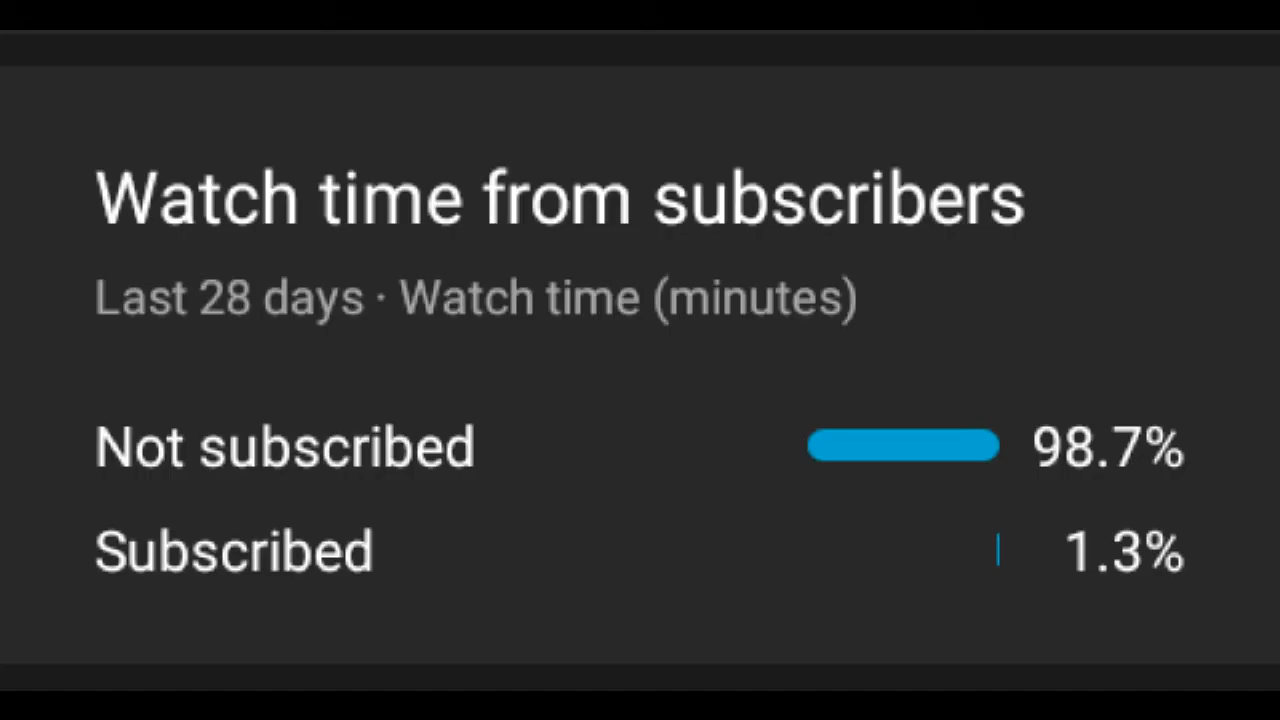 Watch time from subscribers
Last 28 days · Watch time (minutes)
Not subscribed 98.7%
Subscribed 1.3%